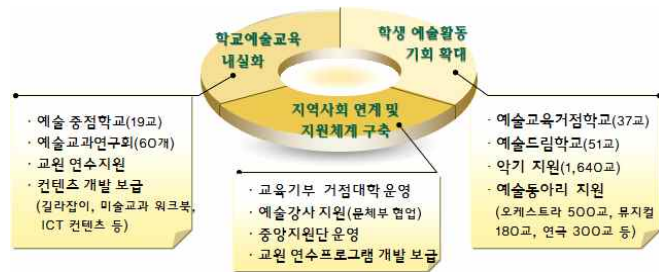 학교예술교육
내실화
학생 예술활동
기회 확대
지역사회 연계 및
지원체계 구축
· 예술 중점학교(19교)
· 예술교과연구회(60개)
· 교원 연수지원
· 컨텐츠 개발 보급
(길라잡이, 미술교과 워크북,
ICT 컨텐츠 등)
· 교육기부 거점대학 운영
· 예술강사 지원(문체부 협업)
· 중앙지원단 운영
· 교원 연수프로그램 개발 보급
· 예술교육거점학교(37교)
· 예술드림학교(51교)
· 악기 지원(1,640교)
· 예술동아리 지원
(오케스트라 500교, 뮤지컬
180교, 연극 300교 등)